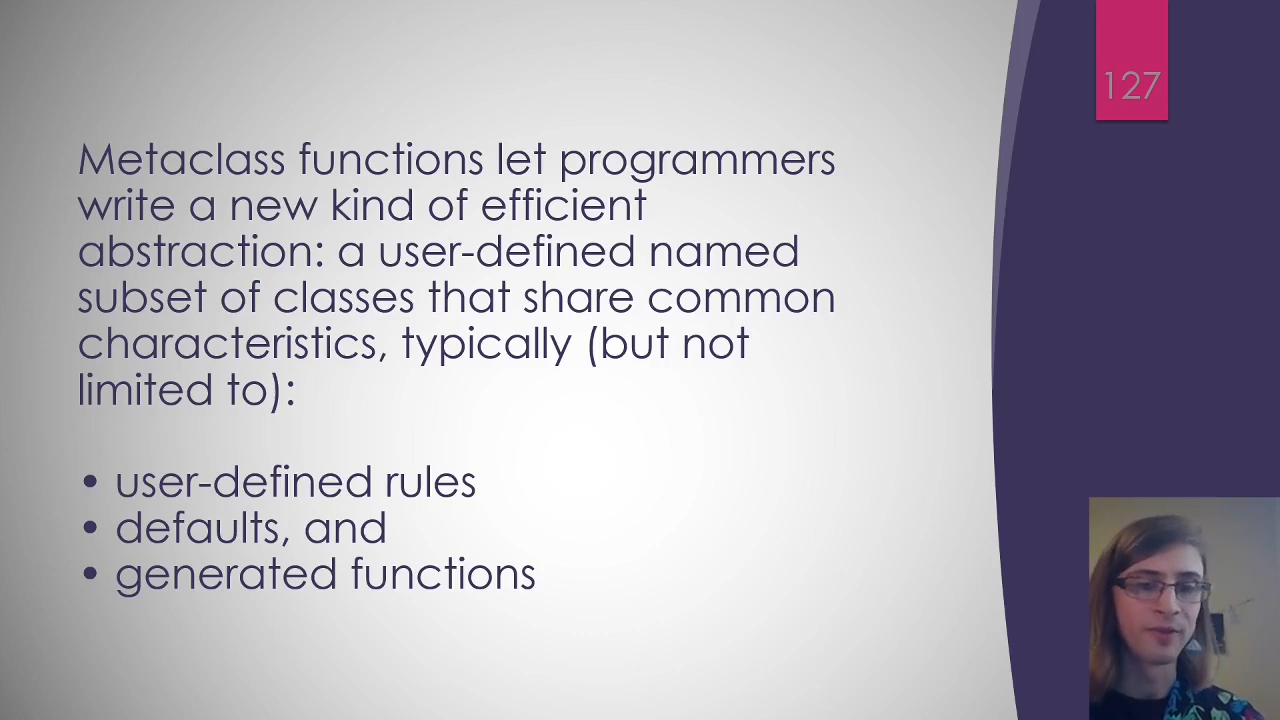 127
Metaclass functions let programmers
write a new kind of efficient
abstraction: a user-defined named
subset of classes that share common
characteristics, typically (but not
limited to):
• user-defined rules
• defaults, and
• generated functions